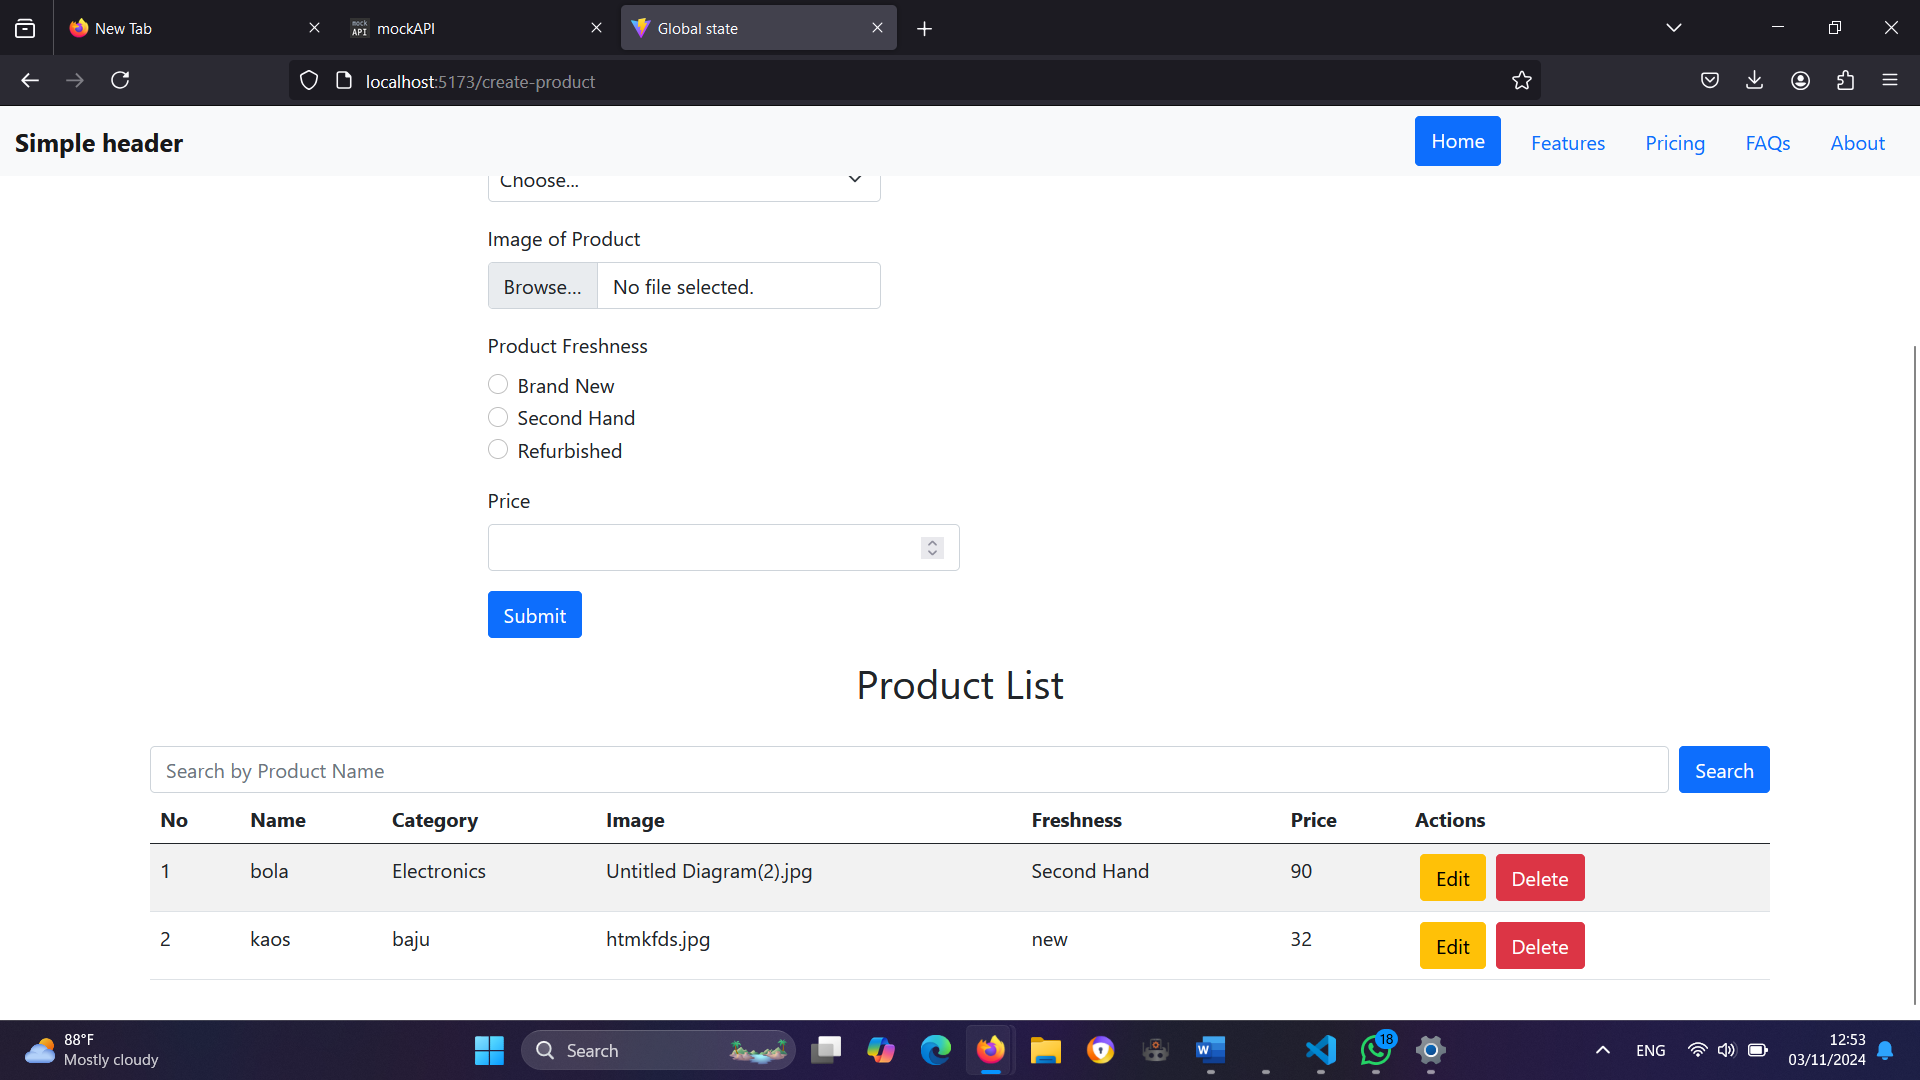 New Tab
mock API mockAPI
Global state
localhost:5173/create-product
Simple header
Home Features Pricing FAQs About
Choose...
Image of Product
Browse... No file selected.
Product Freshness
Brand New
Second Hand
Refurbished
Price
Submit
Product List
Search by Product Name Search
No Name Category Image Freshness Price Actions
1 bola Electronics Untitled Diagram(2).jpg Second Hand 90 Edit Delete
2 kaos baju htmkfds.jpg new 32 Edit Delete
88°F
Mostly cloudy
Search
W
18
ENG
12:53
03/11/2024